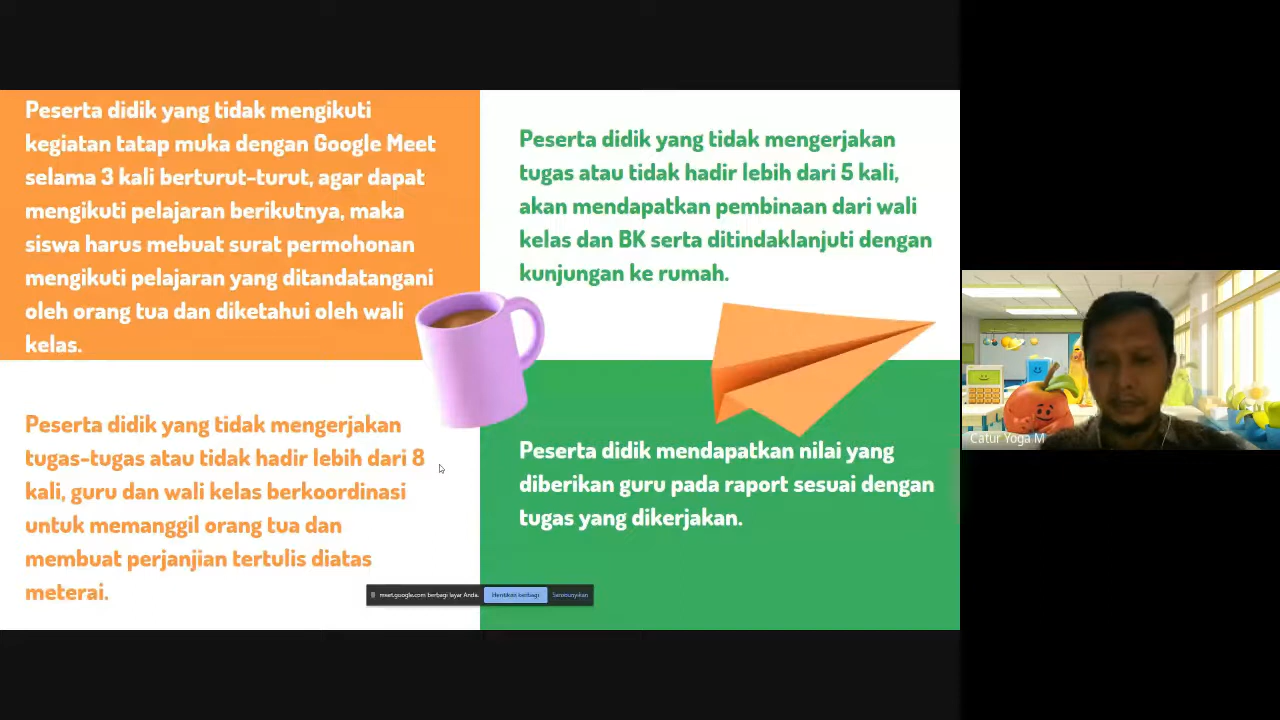 Peserta didik yang tidak mengikuti
kegiatan tatap muka dengan Google Meet
selama 3 kali berturut-turut, agar dapat
mengikuti pelajaran berikutnya, maka
siswa harus mebuat surat permohonan
mengikuti pelajaran yang ditandatangani
oleh orang tua dan diketahui oleh wali
kelas.
Peserta didik yang tidak mengerjakan
tugas atau tidak hadir lebih dari 5 kali,
akan mendapatkan pembinaan dari wali
kelas dan BK serta ditindaklanjuti dengan
kunjungan ke rumah.
Peserta didik yang tidak mengerjakan
tugas-tugas atau tidak hadir lebih dari 8
kali, guru dan wali kelas berkoordinasi
untuk memanggil orang tua dan
membuat perjanjian tertulis diatas
meterai.
Peserta didik mendapatkan nilai yang
diberikan guru pada raport sesuai dengan
tugas yang dikerjakan.
meet.google.com berbagi layar Anda. Hentikan berbagi Sembunyikan
Catur Yoga M